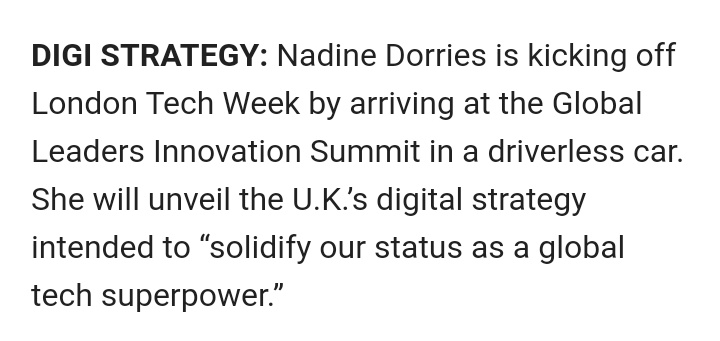 DIGI STRATEGY: Nadine Dorries is kicking off
London Tech Week by arriving at the Global
Leaders Innovation Summit in a driverless car.
She will unveil the U.K.’s digital strategy
intended to “solidify our status as a global
tech superpower.”